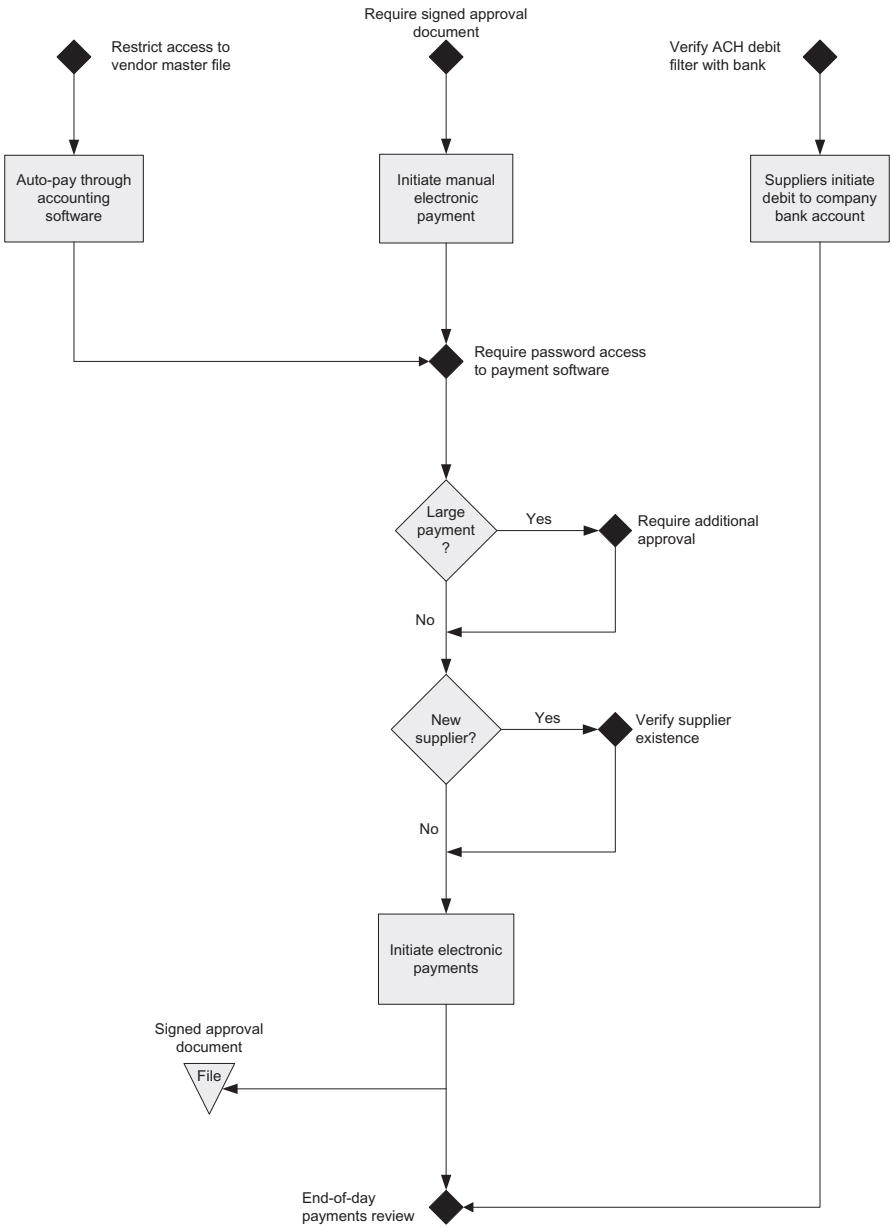 Restrict access to
vendor master file
Require signed approval
document
Verify ACH debit
filter with bank
Auto-pay through
accounting
software
Initiate manual
electronic
payment
Suppliers initiate
debit to company
bank account
Require password access
to payment software
Large
payment
?
Yes
Require additional
approval
No
New
supplier?
Yes
Verify supplier
existence
No
Initiate electronic
payments
Signed approval
document
File
End-of-day
payments review